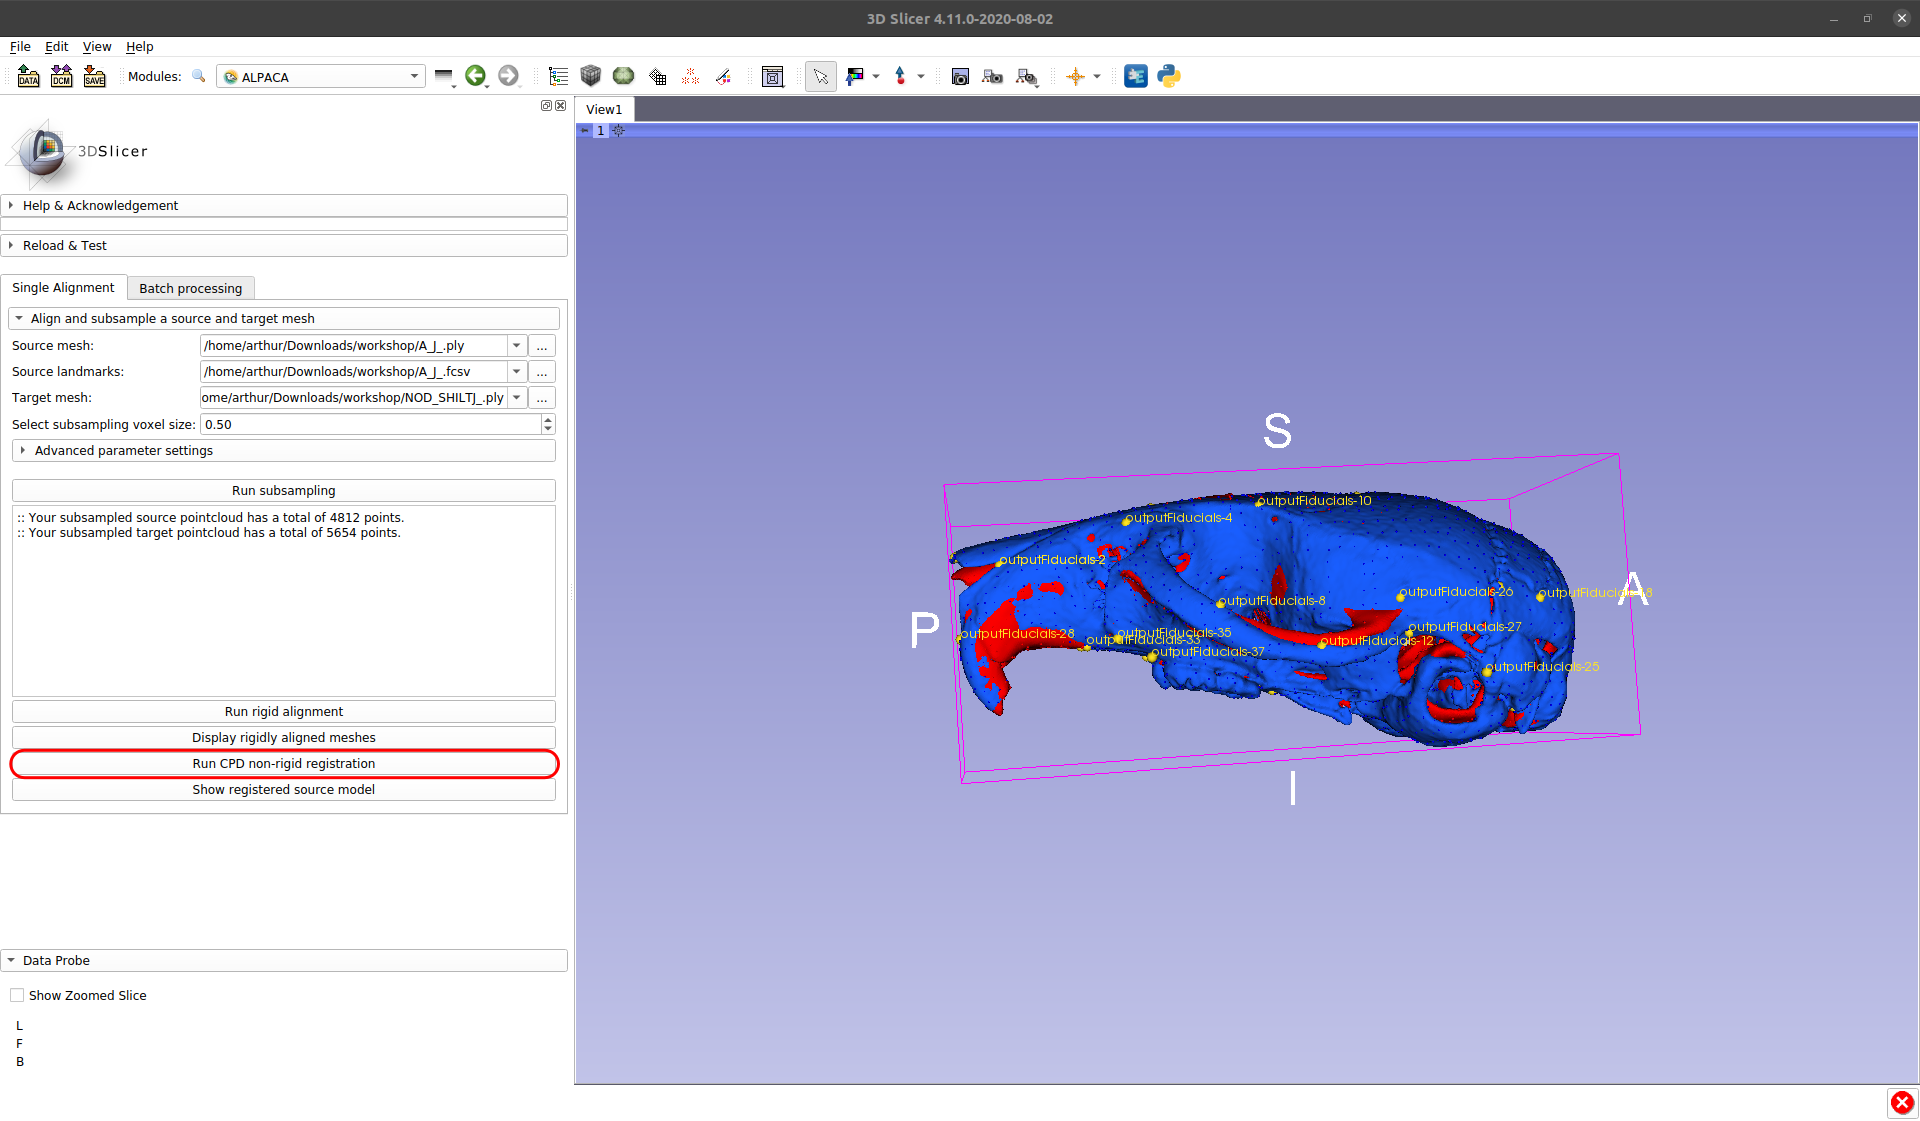 3D Slicer 4.11.0-2020-08-02
File Edit View Help
DATA DCM SAVE Modules: ALPACA
View1
1
3DSlicer
Help & Acknowledgement
Reload & Test
Single Alignment Batch processing
Align and subsample a source and target mesh
Source mesh: /home/arthur/Downloads/workshop/A_J_.ply ...
Source landmarks: /home/arthur/Downloads/workshop/A_J_.fcsv ...
Target mesh: ome/arthur/Downloads/workshop/NOD_SHILTJ_.ply ...
Select subsampling voxel size: 0.50
Advanced parameter settings
Run subsampling
:: Your subsampled source pointcloud has a total of 4812 points.
:: Your subsampled target pointcloud has a total of 5654 points.
Run rigid alignment
Display rigidly aligned meshes
Run CPD non-rigid registration
Show registered source model
Data Probe
Show Zoomed Slice
L
F
B
S
outputFiducials-10
outputFiducials-4
outputFiducials-2
outputFiducials-26
A
outputFiducials-8
outputFiducials-27
P
outputFiducials-28
outputFiducials-35
outputFiducials-33
outputFiducials-12
outputFiducials-37
outputFiducials-25
I